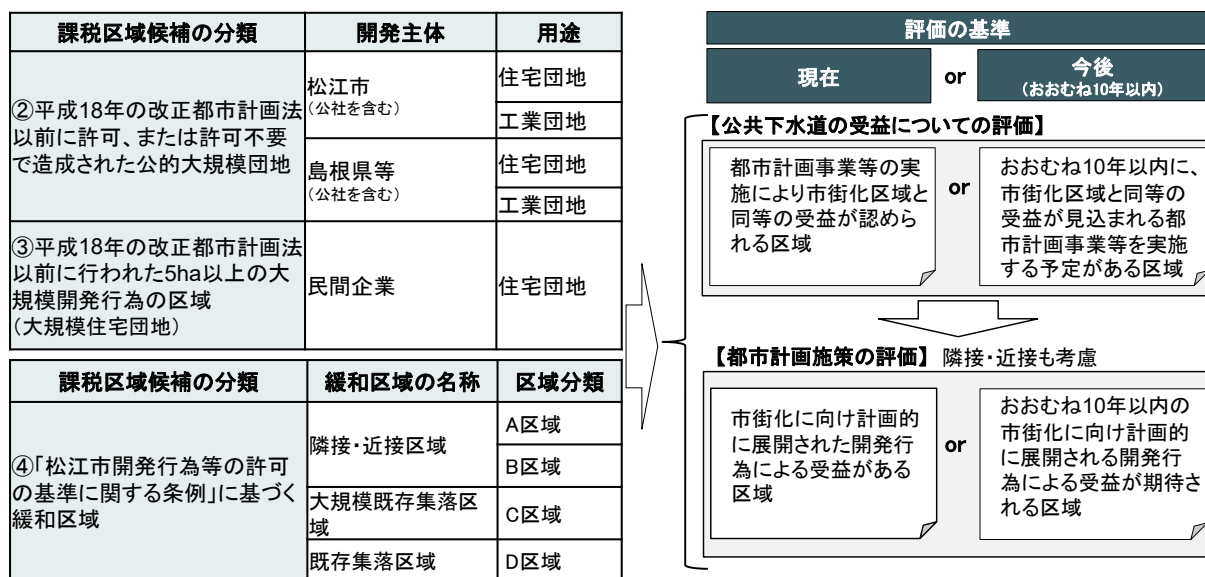 課税区域候補の分類
開発主体
用途
②平成18年の改正都市計画法
以前に許可、または許可不要
で造成された公的大規模団地
松江市
(公社を含む)
住宅団地
工業団地
島根県等
(公社を含む)
住宅団地
工業団地
③平成18年の改正都市計画法
以前に行われた5ha以上の大
規模開発行為の区域
(大規模住宅団地)
民間企業
住宅団地
課税区域候補の分類
緩和区域の名称
区域分類
④「松江市開発行為等の許可
の基準に関する条例」に基づく
緩和区域
隣接・近接区域
A区域
B区域
大規模既存集落区
域
C区域
既存集落区域
D区域
評価の基準
現在
or
今後
(おおむね10年以内)
【公共下水道の受益についての評価】
都市計画事業等の実
施により市街化区域と
同等の受益が認めら
れる区域
or
おおむね10年以内に、
市街化区域と同等の
受益が見込まれる都
市計画事業等を実施
する予定がある区域
【都市計画施策の評価】 隣接・近接も考慮
市街化に向け計画的
に展開された開発行
為による受益がある
区域
or
おおむね10年以内の
市街化に向け計画的
に展開される開発行
為による受益が期待さ
れる区域